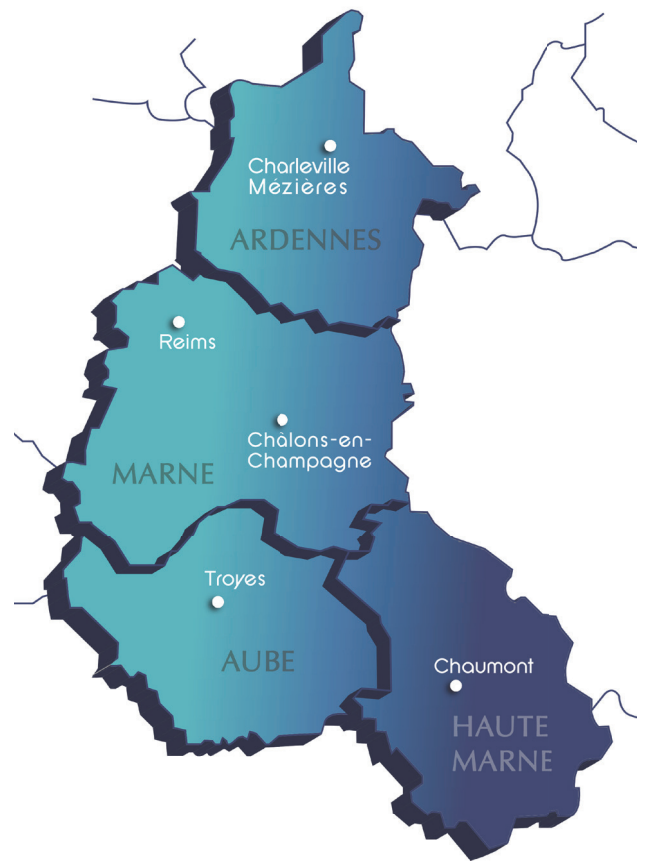 Charleville
Mézières
ARDENNES
Reims
Châlons-en-
Champagne
MARNE
Troyes
AUBE
Chaumont
HAUTE
MARNE